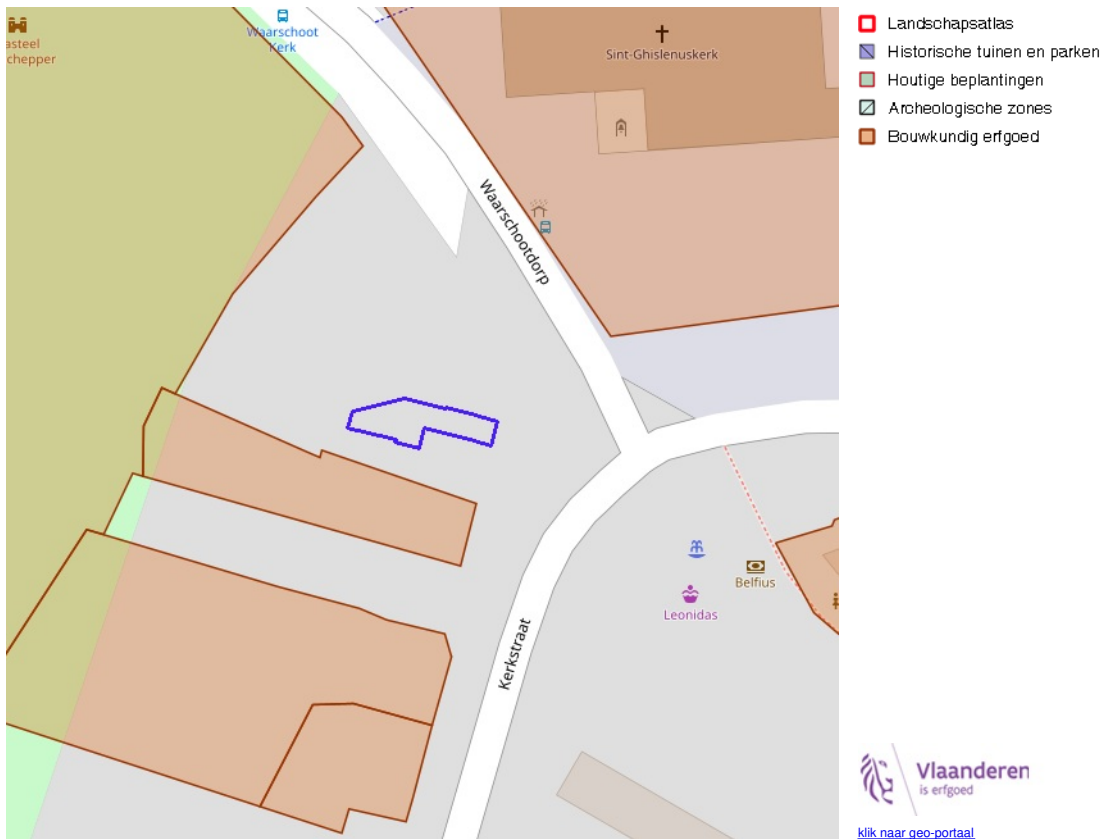 asteel
chepper
Waarschoot
Kerk
Sint-Ghislenuskerk
Waarschootdorp
Belfius
Leonidas
Kerkstraat
Landschapsatlas
Historische tuinen en parken
Houtige beplantingen
Archeologische zones
Bouwkundig erfgoed
Vlaanderen
is erfgoed
klik naar geo-portaal